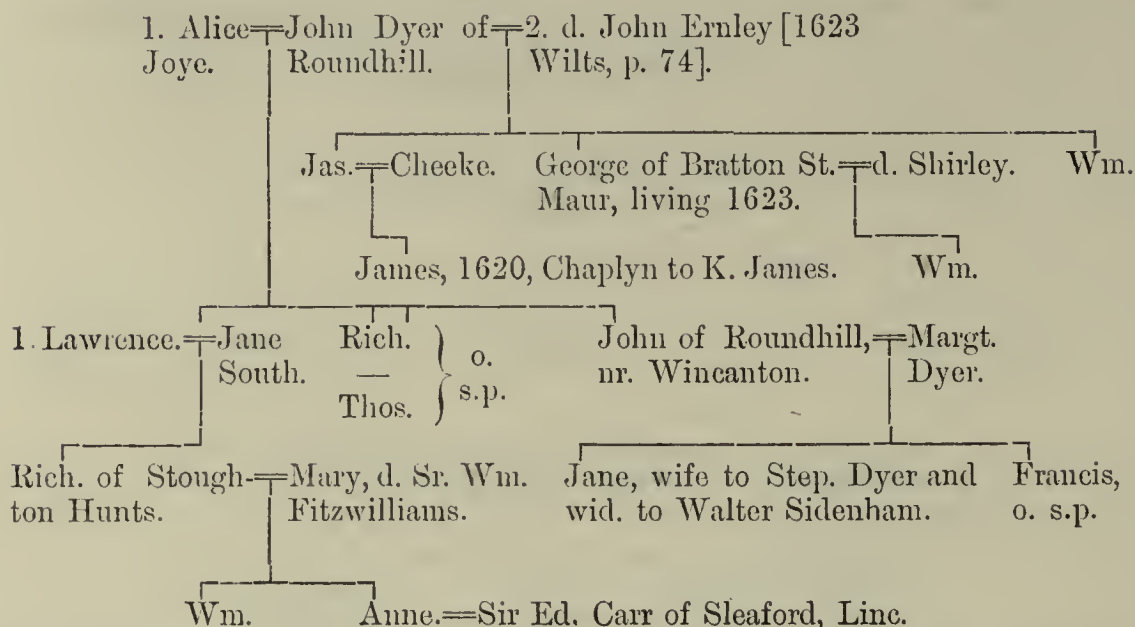 1. Alice John Dyer of 2. d. John Ernley [1623
Joye. Roundhill. Wilts, p. 74].
Jas. Cheeke. George of Bratton St. d. Shirley. Wm.
Maur, living 1623.
James, 1620, Chaplyn to K. James. Wm.
1. Lawrence. Jane Rich. o. John of Roundhill, Margt.
South. — s.p. nr. Wincanton. Dyer.
Thos.
Rich. of Stough- Mary, d. Sr. Wm. Jane, wife to Step. Dyer and Francis,
ton Hunts. Fitzwilliams. wid. to Walter Sidenham. o. s.p.
Wm. Anne. Sir Ed. Carr of Sleaford, Linc.